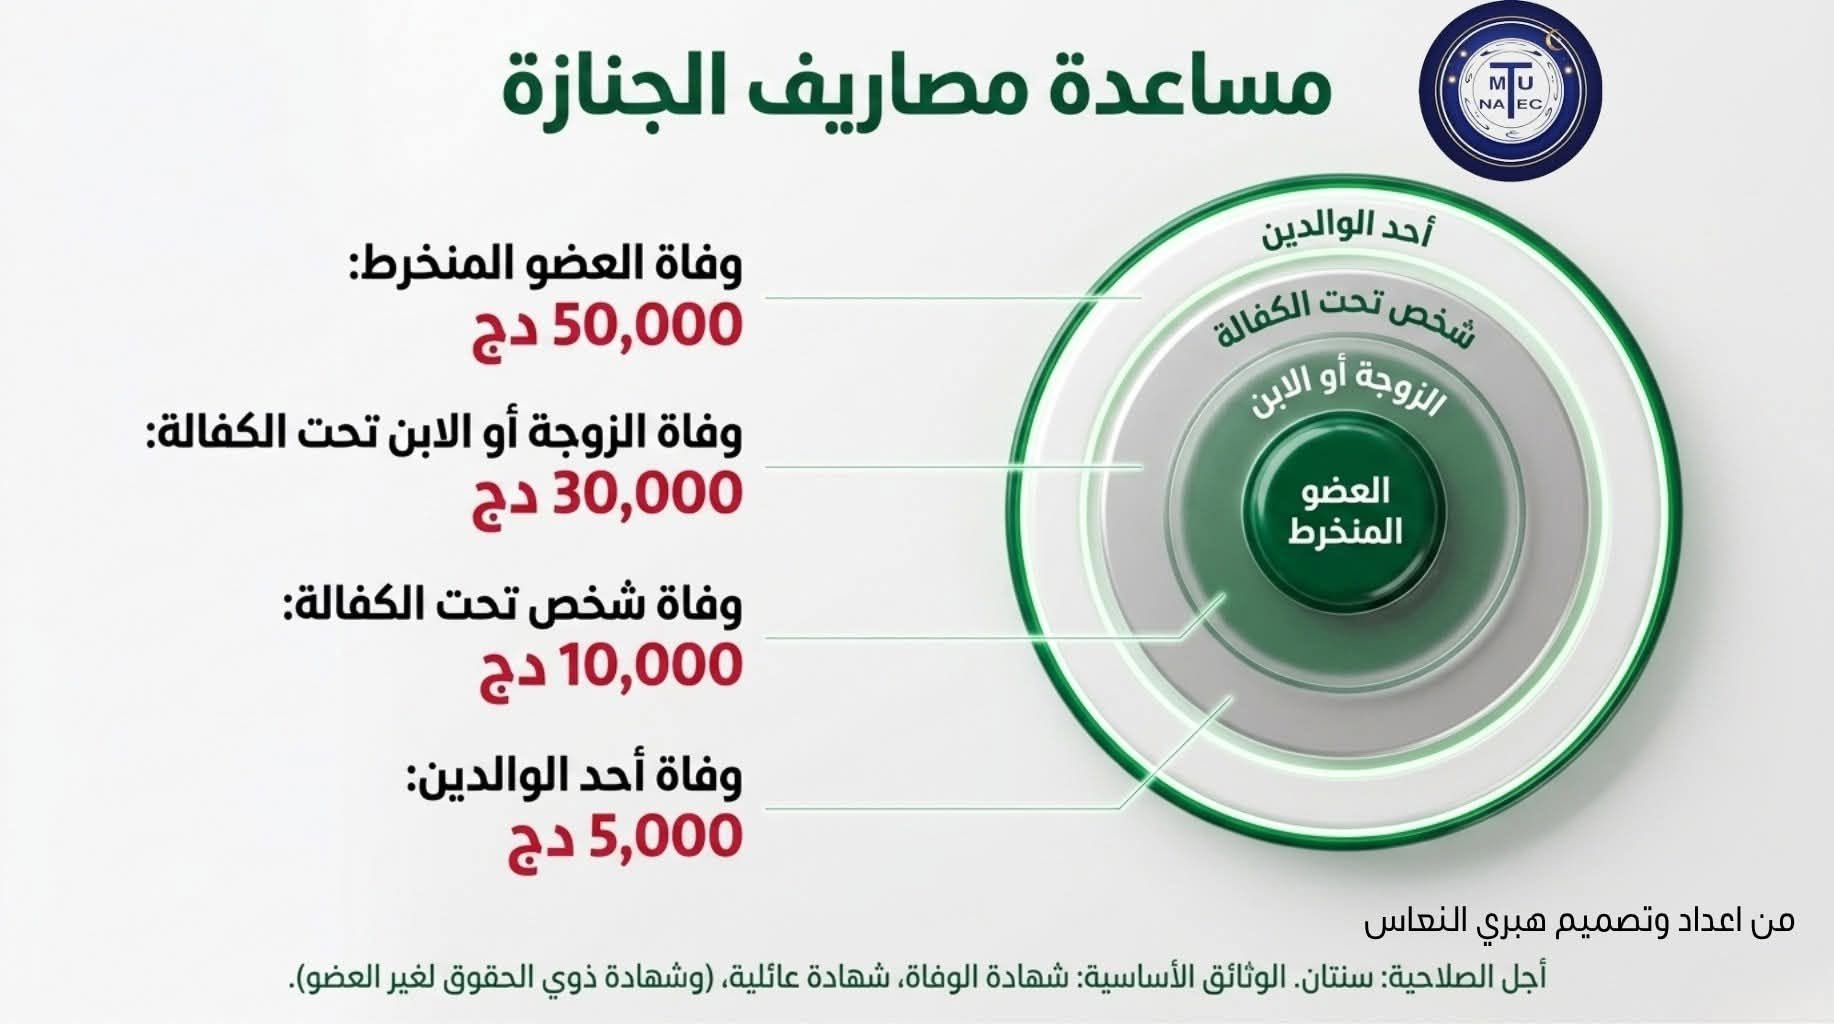 مساعدة مصاريف الجنازة
MTU
NATEC
أحد الوالدين
شخص تحت الكفالة
الزوجة أو الابن
العضو
المنخرط
وفاة العضو المنخرط:
50,000 دج
وفاة الزوجة أو الابن تحت الكفالة:
30,000 دج
وفاة شخص تحت الكفالة:
10,000 دج
وفاة أحد الوالدين:
5,000 دج
من اعداد وتصميم هبري النعاس
أجل الصلاحية: سنتان. الوثائق الأساسية: شهادة الوفاة، شهادة عائلية، (وشهادة ذوي الحقوق لغير العضو).